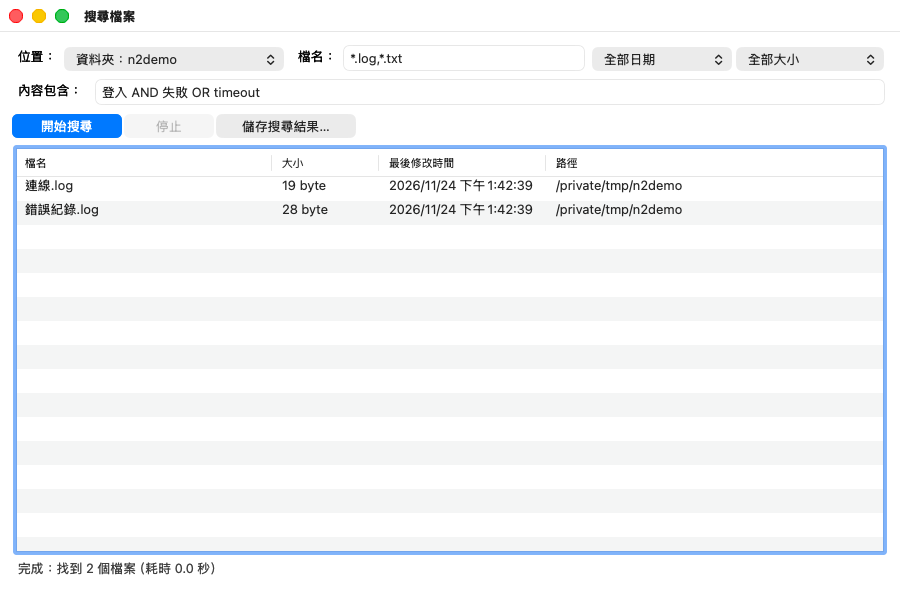 搜尋檔案
位置： 資料夾：n2demo 檔名： *.log,*.txt 全部日期 全部大小
內容包含： 登入 AND 失敗 OR timeout
開始搜尋 停止 儲存搜尋結果...
檔名 大小 最後修改時間 路徑
連線.log 19 byte 2026/11/24 下午1:42:39 /private/tmp/n2demo
錯誤紀錄.log 28 byte 2026/11/24 下午1:42:39 /private/tmp/n2demo
完成：找到 2 個檔案 (耗時 0.0 秒)